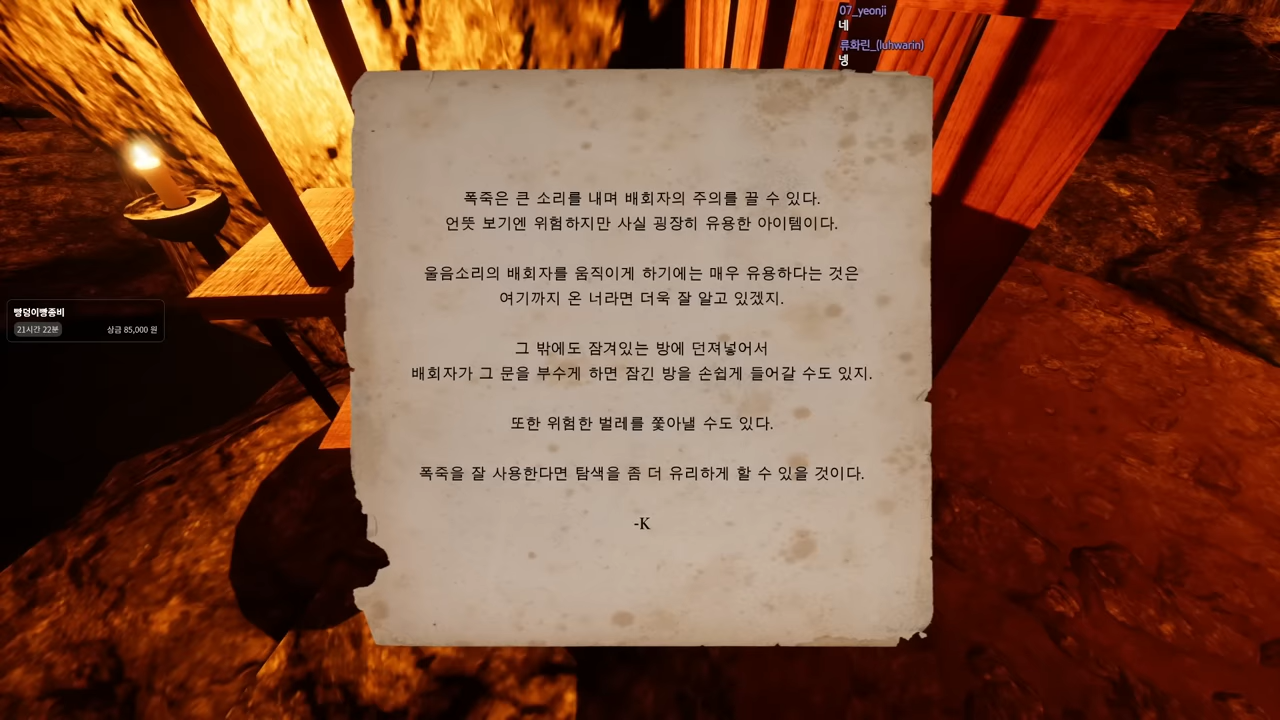 07_yeonji
네
류화린_(luhwarin)
넹
폭죽은 큰 소리를 내며 배회자의 주의를 끌 수 있다.
언뜻 보기엔 위험하지만 사실 굉장히 유용한 아이템이다.
울음소리의 배회자를 움직이게 하기에는 매우 유용하다는 것은
여기까지 온 너라면 더욱 잘 알고 있겠지.
그 밖에도 잠겨있는 방에 던져넣어서
배회자가 그 문을 부수게 하면 잠긴 방을 손쉽게 들어갈 수도 있지.
또한 위험한 벌레를 쫓아낼 수도 있다.
폭죽을 잘 사용한다면 탐색을 좀 더 유리하게 할 수 있을 것이다.
-K
빵덩이빵좀비
21시간 22분 상금 85,000 원